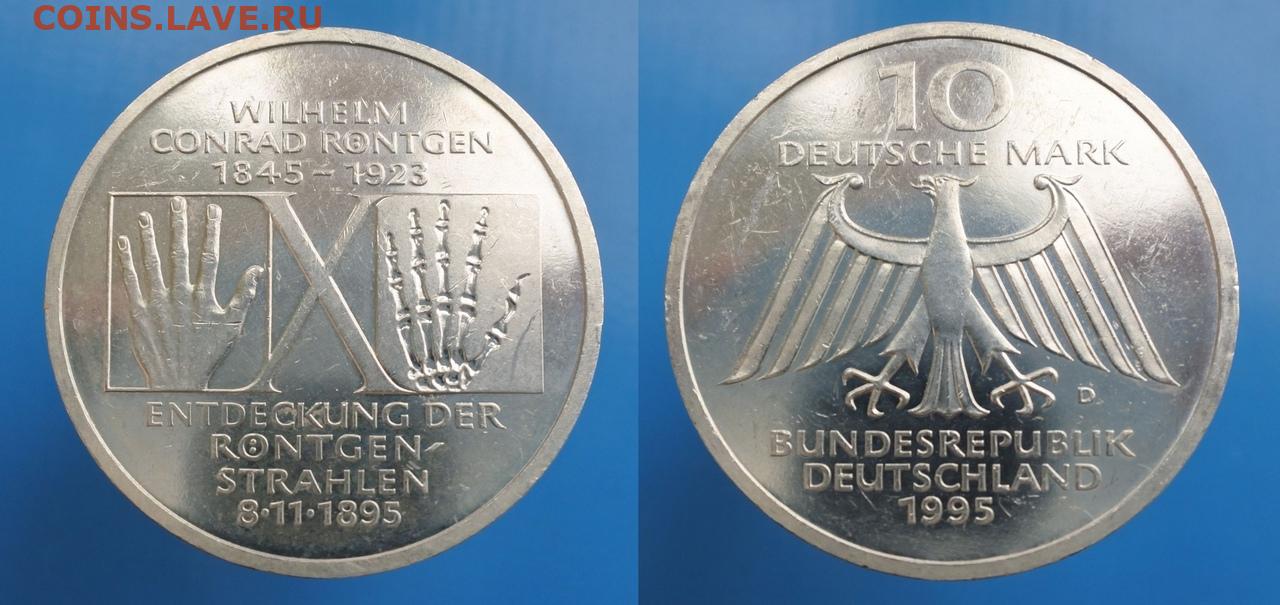 COINS.LAVE.RU
WILHELM
CONRAD RÖNTGEN
1845 – 1923
X
ENTDECKUNG DER
RÖNTGEN-
STRAHLEN
8·11·1895
10
DEUTSCHE MARK
D
BUNDESREPUBLIK
DEUTSCHLAND
1995